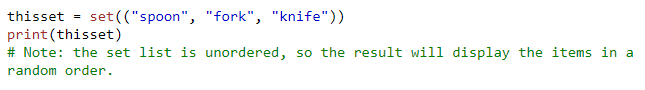 thisset = set(("spoon", "fork", "knife"))
print(thisset)
# Note: the set list is unordered, so the result will display the items in a
random order.